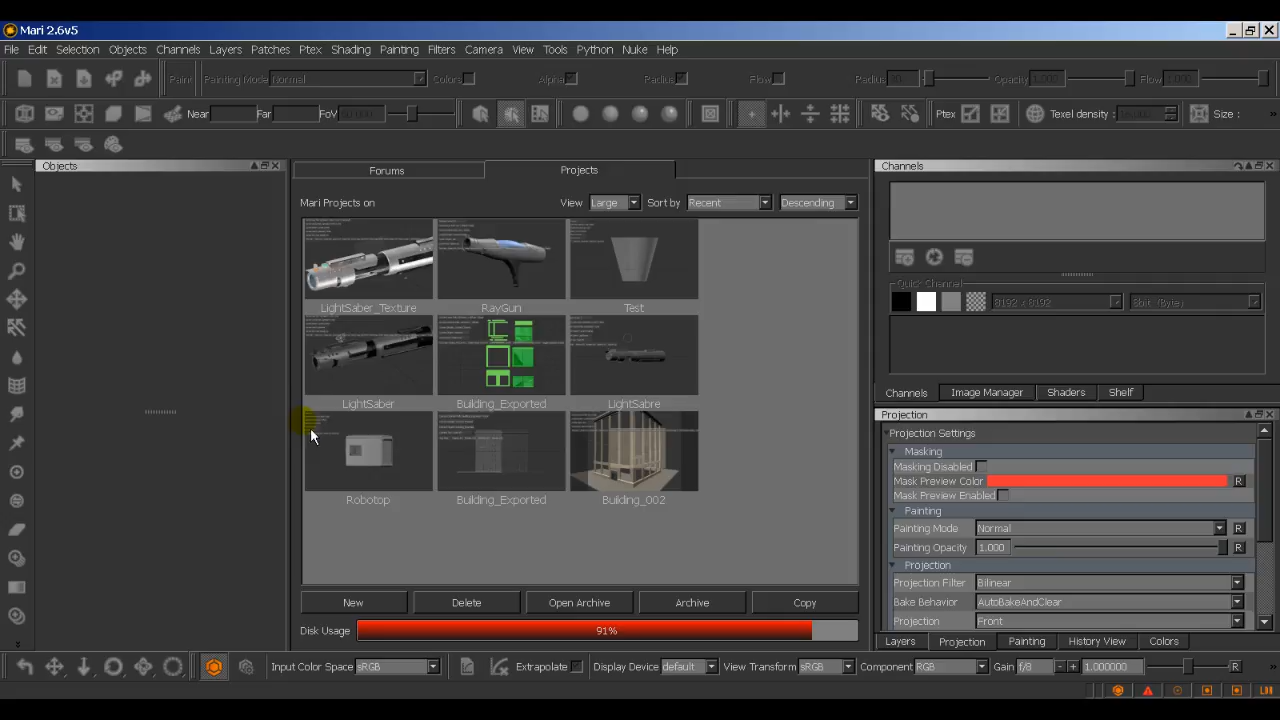 Mari 2.6v5
File Edit Selection Objects Channels Layers Patches Ptex Shading Painting Filters Camera View Tools Python Nuke Help
Paint Painting Mode Normal Colors Alpha Radius Flow Radius Opacity 1.000 Flow 1.000
Near Far FoV Ptex Texel density : Size :
Objects
Forums
Projects
Mari Projects on View Large Sort by Recent Descending
LightSaber_Texture RayGun Test
LightSaber Building_Exported LightSabre
Robotop Building_Exported Building_002
New Delete Open Archive Archive Copy
Disk Usage 91%
Channels
Quick Channel
8192 x 8192 8bit (Byte)
Channels Image Manager Shaders Shelf
Projection
Projection Settings
Masking
Masking Disabled
Mask Preview Color R
Mask Preview Enabled
Painting
Painting Mode Normal R
Painting Opacity 1.000 R
Projection
Projection Filter Bilinear
Bake Behavior AutoBakeAndClear
Projection Front
Layers Projection Painting History View Colors
Input Color Space sRGB Extrapolate Display Device default View Transform sRGB Component RGB Gain f/8 - + 1.000000 R